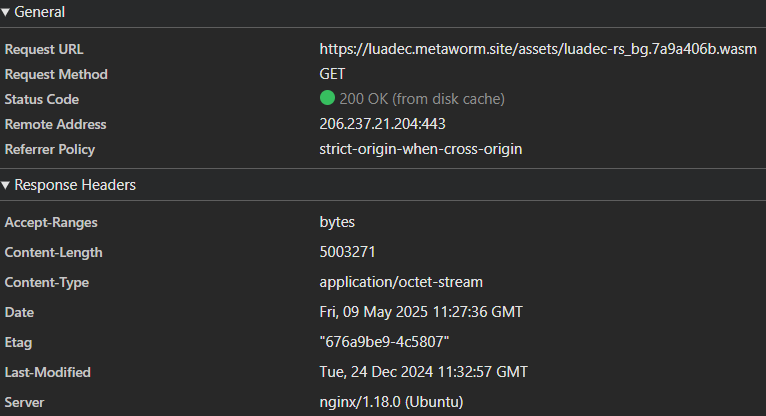 General
Request URL https://luadec.metaworm.site/assets/luadec-rs_bg.7a9a406b.wasm
Request Method GET
Status Code 200 OK (from disk cache)
Remote Address 206.237.21.204:443
Referrer Policy strict-origin-when-cross-origin
Response Headers
Accept-Ranges bytes
Content-Length 5003271
Content-Type application/octet-stream
Date Fri, 09 May 2025 11:27:36 GMT
Etag "676a9be9-4c5807"
Last-Modified Tue, 24 Dec 2024 11:32:57 GMT
Server nginx/1.18.0 (Ubuntu)